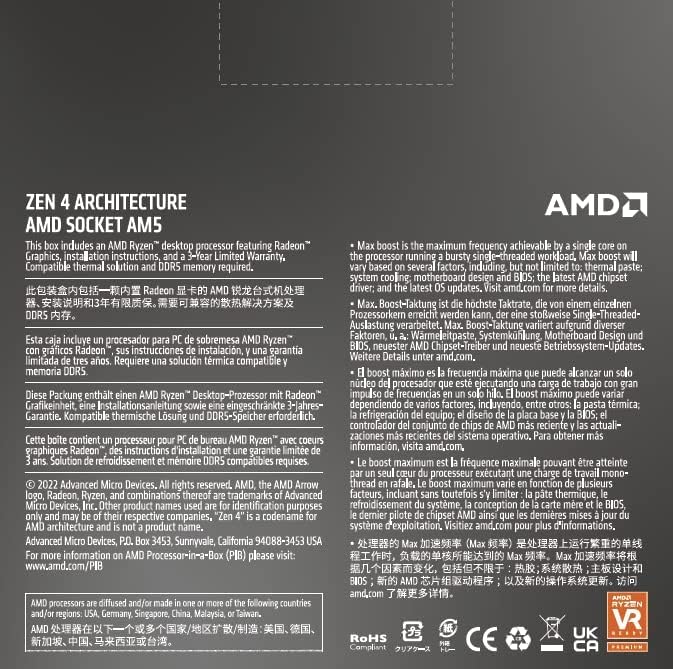 ZEN 4 ARCHITECTURE
AMD SOCKET AM5
This box includes an AMD Ryzen™ desktop processor featuring Radeon™
Graphics, installation instructions, and a 3-Year Limited Warranty.
Compatible thermal solution and DDR5 memory required.
此包装盒内包括一颗内置 Radeon 显卡的 AMD 锐龙台式机处理
器、安装说明和3年有限质保。需要可兼容的散热解决方案及
DDR5 内存。
Esta caja incluye un procesador para PC de sobremesa AMD Ryzen™
con gráficos Radeon™, sus instrucciones de instalación, y una garantía
limitada de tres años. Requiere una solución térmica compatible y
memoria DDR5.
Diese Packung enthält einen AMD Ryzen™ Desktop-Prozessor mit Radeon™
Grafikeinheit, eine Installationsanleitung sowie eine eingeschränkte 3-Jahres-
Garantie. Kompatible thermische Lösung und DDR5-Speicher erforderlich.
Cette boîte contient un processeur pour PC de bureau AMD Ryzen™ avec coeurs
graphiques Radeon™, des instructions d'installation et une garantie limitée de
3 ans. Solution de refroidissement et mémoire DDR5 compatibles requises.
© 2022 Advanced Micro Devices. All rights reserved. AMD, the AMD Arrow
logo, Radeon, Ryzen, and combinations thereof are trademarks of Advanced
Micro Devices, Inc. Other product names used are for identification purposes
only and may be of their respective companies. "Zen 4" is a codename for
AMD architecture and is not a product name.
Advanced Micro Devices, P.O. Box 3453, Sunnyvale, California 94088-3453 USA
For more information on AMD Processor-in-a-Box (PIB) please visit:
www.amd.com/PIB
AMD processors are diffused and/or made in one or more of the following countries
and/or regions: USA, Germany, Singapore, China, Malaysia, or Taiwan.
AMD 处理器在以下一个或多个国家/地区扩散/制造：美国、德国、
新加坡、中国、马来西亚或台湾。
AMD
• Max boost is the maximum frequency achievable by a single core on
the processor running a bursty single-threaded workload. Max boost will
vary based on several factors, including, but not limited to: thermal paste;
system cooling; motherboard design and BIOS; the latest AMD chipset
driver; and the latest OS updates. Visit amd.com for more details.
• Max. Boost-Taktung ist die höchste Taktrate, die von einem einzelnen
Prozessorkern erreicht werden kann, der eine stoßweise Single-Threaded-
Auslastung verarbeitet. Max. Boost-Taktung variiert aufgrund diverser
Faktoren, u. a.: Wärmeleitpaste, Systemkühlung, Motherboard Design und
BIOS, neuester AMD Chipset-Treiber und neueste Betriebssystem-Updates.
Weitere Details unter amd.com.
• El boost máximo es la frecuencia máxima que puede alcanzar un solo
núcleo del procesador que esté ejecutando una carga de trabajo con gran
impulso de frecuencias en un solo hilo. El boost máximo puede variar
dependiendo de varios factores, incluyendo, entre otros: la pasta térmica;
la refrigeración del equipo; el diseño de la placa base y la BIOS; el
controlador del conjunto de chips de AMD más reciente y las actuali-
zaciones más recientes del sistema operativo. Para obtener más
información, visita amd.com.
• Le boost maximum est la fréquence maximale pouvant être atteinte
par un seul cœur du processeur exécutant une charge de travail mono-
thread en rafale. Le boost maximum varie en fonction de plusieurs
facteurs, incluant sans toutefois s'y limiter : la pâte thermique, le
refroidissement du système, la conception de la carte mère et le BIOS,
le dernier pilote de chipset AMD ainsi que les dernières mises à jour du
système d'exploitation. Visitiez amd.com pour plus d'informations.
• 处理器的 Max 加速频率 (Max 频率) 是处理器上运行繁重的单线
程工作时，负载的单核所能达到的 Max 频率。Max 加速频率将根
据几个因素而变化，包括但不限于：热胶；系统散热；主板设计和
BIOS；新的 AMD 芯片组驱动程序；以及新的操作系统更新。访问
amd.com 了解更多详情。
RoHS
Compliant
プラ
クリアケース
紙
トレー
CE
UK
CA
AMD
RYZEN
VR
READY
PREMIUM